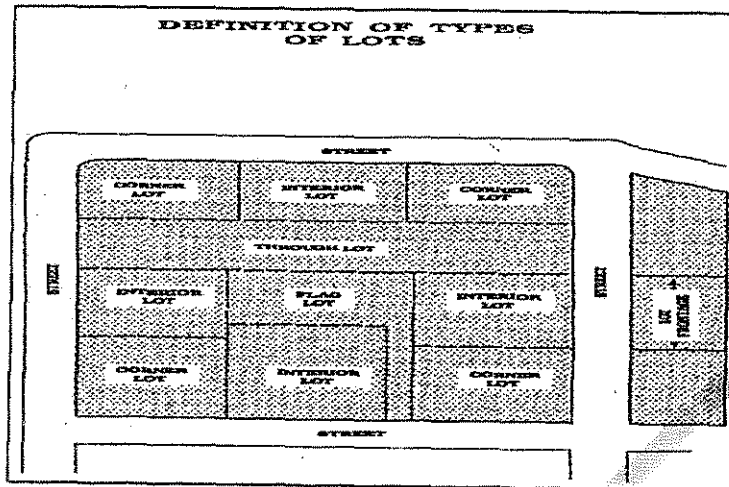 DEFINITION OF TYPES
OF LOTS
STREET
CORNER
LOT
INTERIOR
LOT
CORNER
LOT
THROUGH LOT
STREET
STREET
INTERIOR
LOT
FLAG
LOT
INTERIOR
LOT
LOT
FRONTAGE
CORNER
LOT
INTERIOR
LOT
CORNER
LOT
STREET